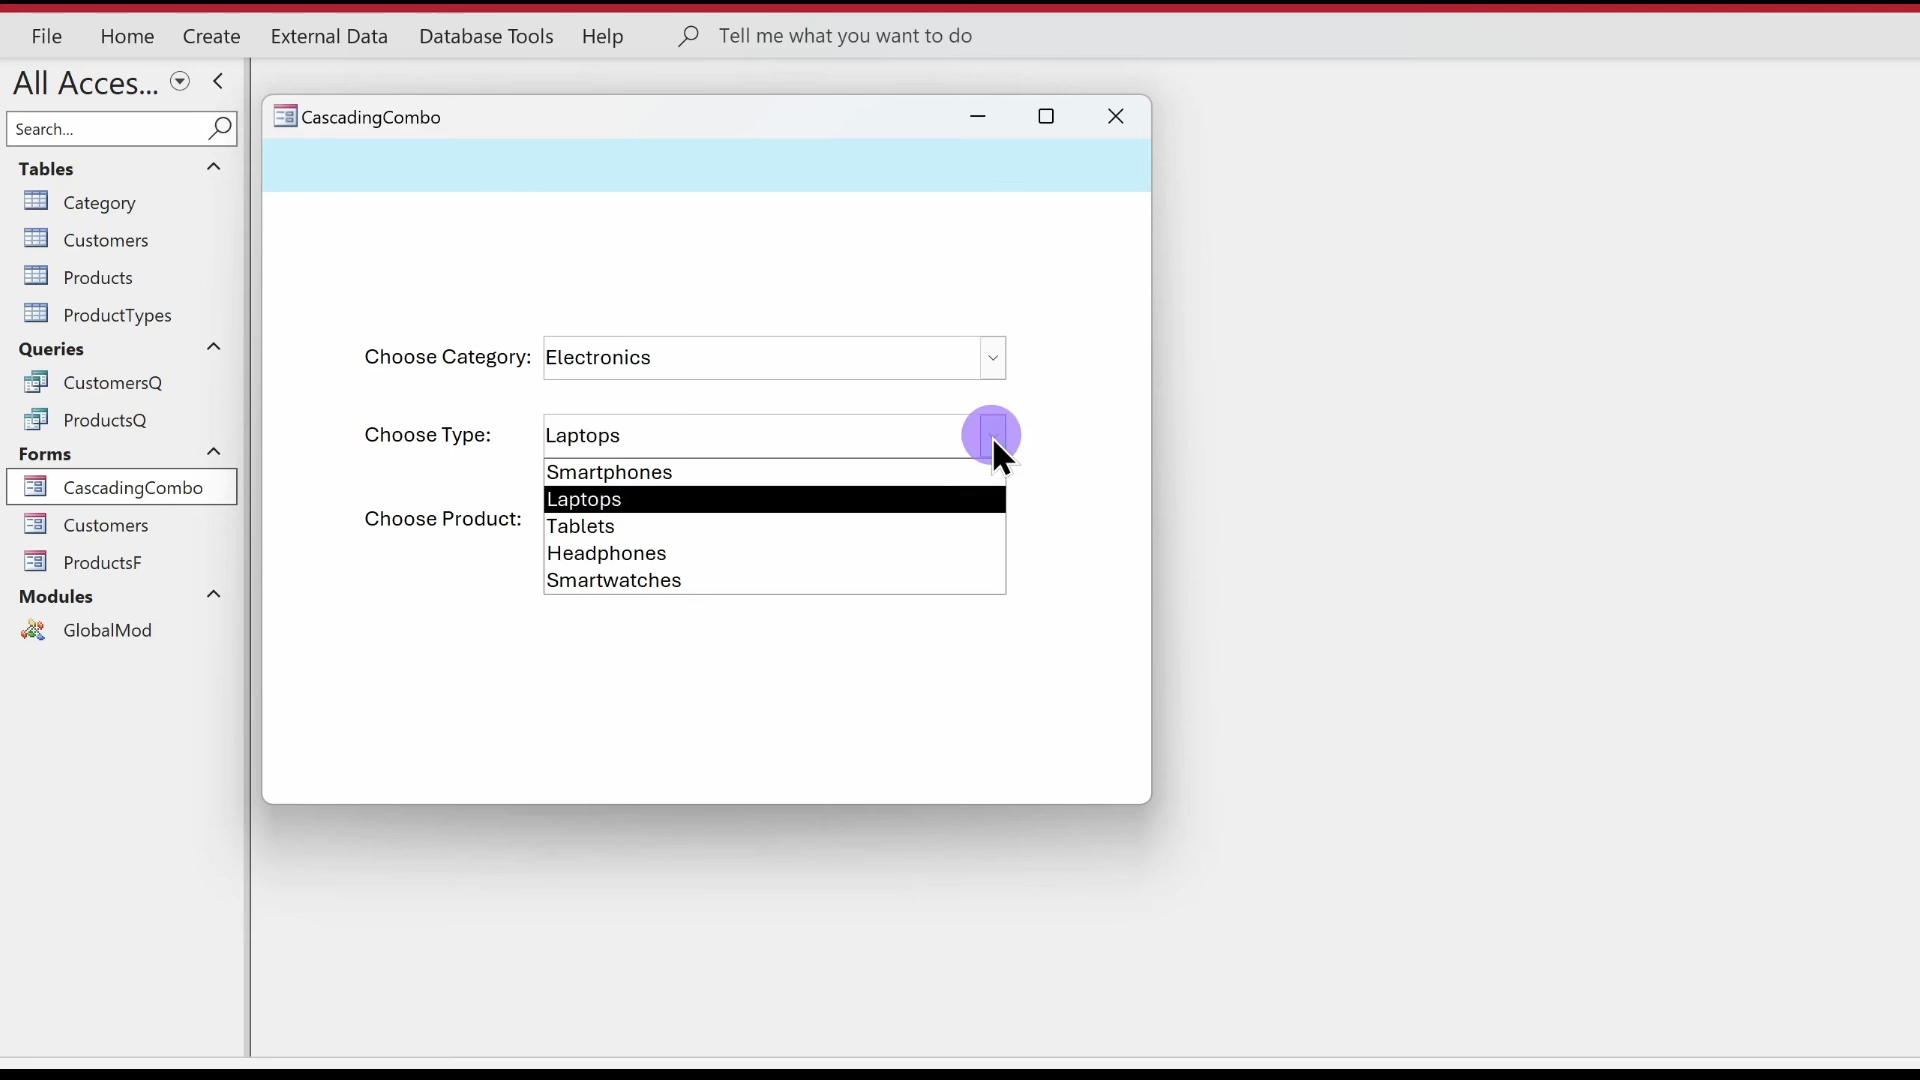 File Home Create External Data Database Tools Help Tell me what you want to do
All Acces...
Search...
Tables
Category
Customers
Products
ProductTypes
Queries
CustomersQ
ProductsQ
Forms
CascadingCombo
Customers
ProductsF
Modules
GlobalMod
CascadingCombo
Choose Category: Electronics
Choose Type: Laptops
Smartphones
Laptops
Choose Product:
Tablets
Headphones
Smartwatches